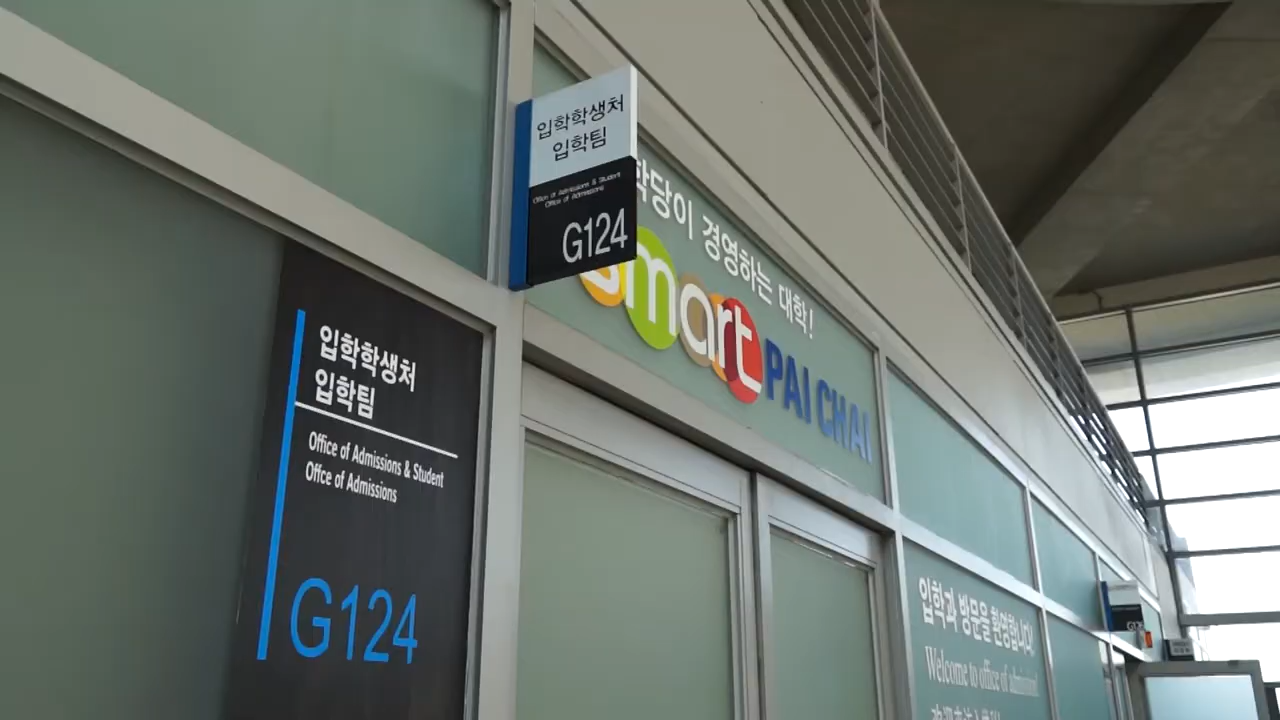 입학학생처
입학팀
Office of Admissions & Student
Office of Admissions
G124
학당이 경영하는 대학!
smart PAI CHAI
입학학생처
입학팀
Office of Admissions & Student
Offce of Admissions
G124
입학과 방문을 환영합니다!
Welcome to office of admission!